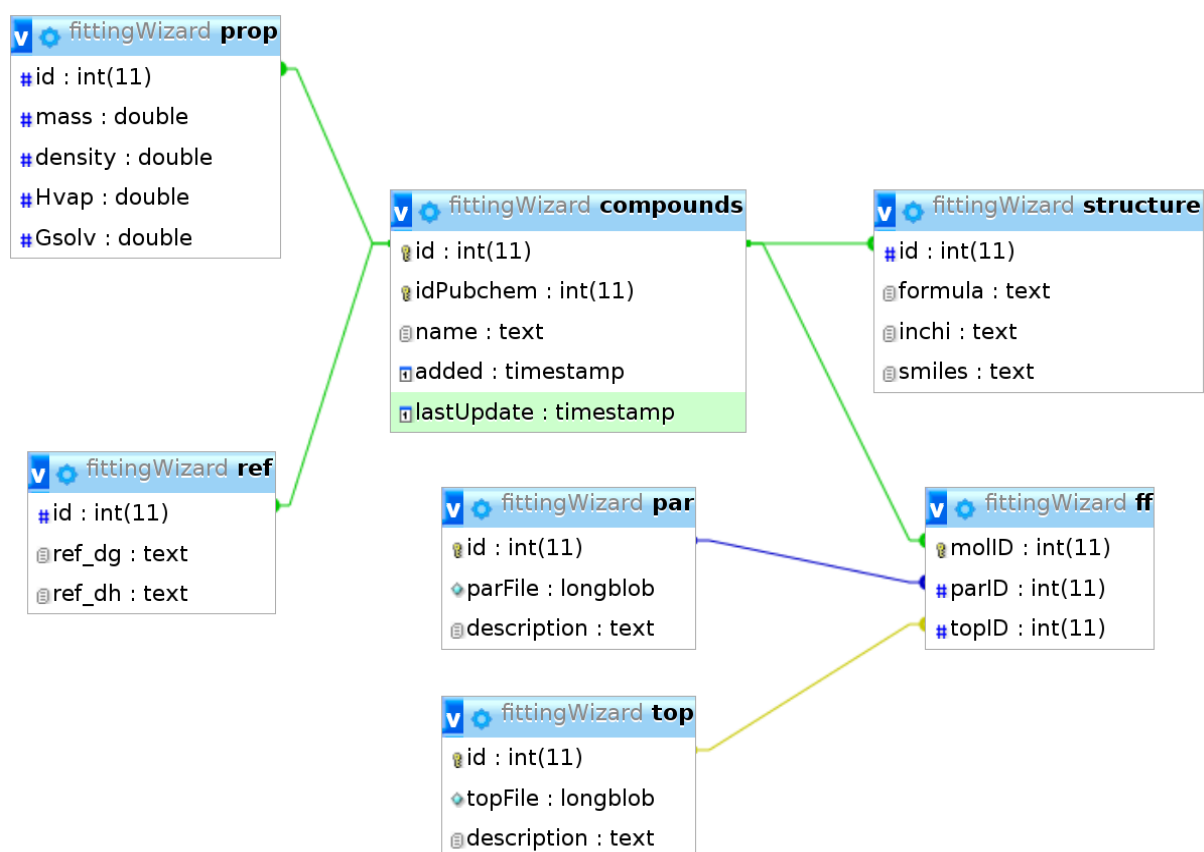 v fittingWizard prop
#id : int(11)
#mass : double
#density : double
#Hvap : double
#Gsolv : double
v fittingWizard compounds
id : int(11)
idPubchem : int(11)
name : text
added : timestamp
lastUpdate : timestamp
v fittingWizard structure
#id : int(11)
formula : text
inchi : text
smiles : text
v fittingWizard ref
#id : int(11)
ref_dg : text
ref_dh : text
v fittingWizard par
id : int(11)
parFile : longblob
description : text
v fittingWizard ff
molID : int(11)
#parID : int(11)
#topID : int(11)
v fittingWizard top
id : int(11)
topFile : longblob
description : text